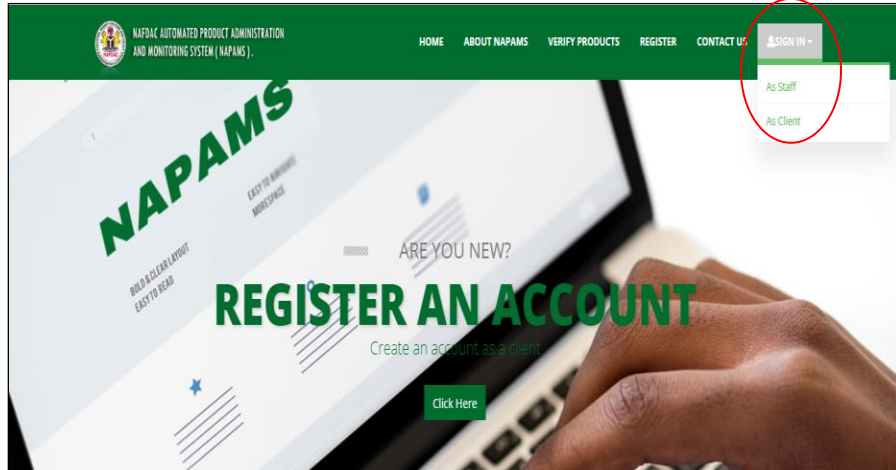 NAFDAC AUTOMATED PRODUCT ADMINISTRATION
AND MONITORING SYSTEM ( NAPAMS ) .
HOME ABOUT NAPAMS VERIFY PRODUCTS REGISTER CONTACT US SIGN IN
As Staff
As Client
NAPAMS
EASY TO NAVIGATE
MORESPACE
BOLD & CLEAR LAYOUT
EASY TO READ
ARE YOU NEW?
REGISTER AN ACCOUNT
Create an account as a client
Click Here